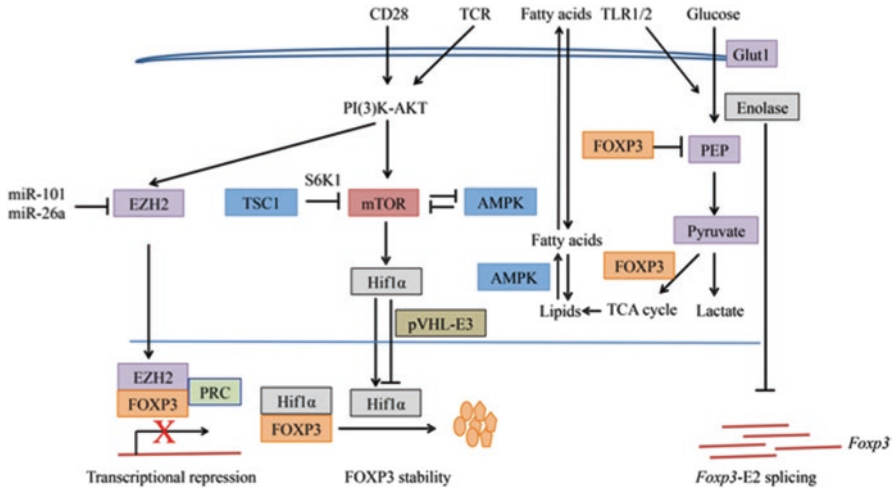 CD28
TCR
Fatty acids
TLR1/2
Glucose
Glut1
PI(3)K-AKT
Enolase
FOXP3
PEP
miR-101
miR-26a
EZH2
TSC1
S6K1
mTOR
AMPK
Fatty acids
Pyruvate
FOXP3
Hif1α
AMPK
pVHL-E3
Lipids
TCA cycle
Lactate
EZH2
FOXP3
PRC
Hif1α
FOXP3
Hif1α
X
Foxp3
Transcriptional repression
FOXP3 stability
Foxp3-E2 splicing